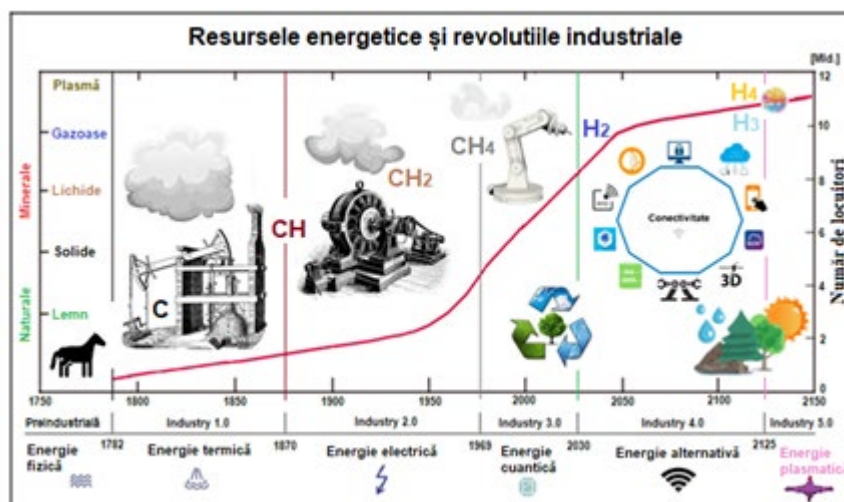 Resursele energetice și revolutiile industriale
[Mld.]
Plasmă
Gazoase
Lichide
Solide
Lemn
Minerale
Naturale
C
CH
CH2
CH4
H2
H4
H3
Conectivitate
3D
12
10
8
6
4
2
0
Număr de locuitori
1750
1800
1850
1900
1950
2000
2050
2100
2150
Preindustrială
Industry 1.0
Industry 2.0
Industry 3.0
Industry 4.0
Industry 5.0
1782
1870
1969
2030
2125
Energie
fizică
Energie termică
Energie electrică
Energie
cuantică
Energie alternativă
Energie
plasmatică